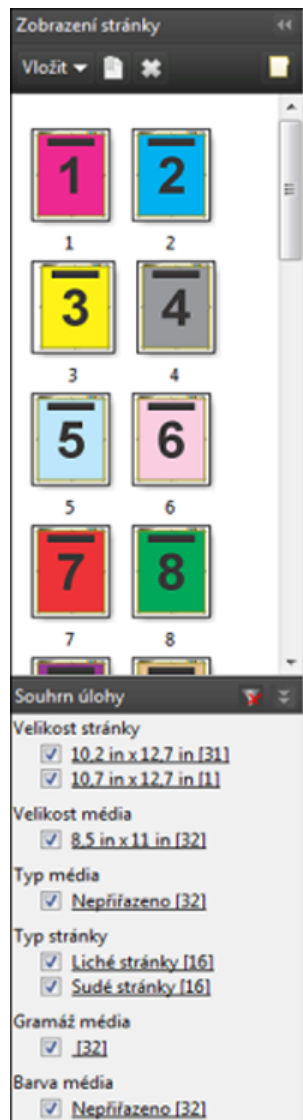 Zobrazení stránky
Vložit
1 2
1 2
3 4
3 4
5 6
5 6
7 8
7 8
Souhrn úlohy
Velikost stránky
10,2 in x 12,7 in [31]
10,7 in x 12,7 in [1]
Velikost média
8,5 in x 11 in [32]
Typ média
Nepřiřazeno [32]
Typ stránky
Liché stránky [16]
Sudé stránky [16]
Gramáž média
[32]
Barva média
Nepřiřazeno [32]